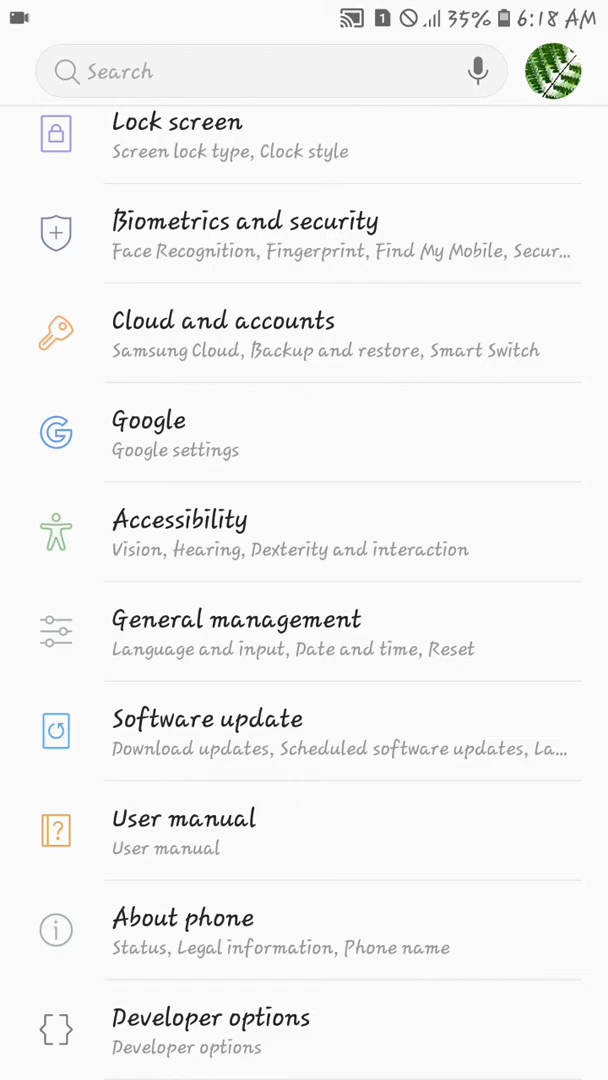 1 35% 6:18 AM
Search
Lock screen
Screen lock type, Clock style
Biometrics and security
Face Recognition, Fingerprint, Find My Mobile, Secur...
Cloud and accounts
Samsung Cloud, Backup and restore, Smart Switch
Google
Google settings
Accessibility
Vision, Hearing, Dexterity and interaction
General management
Language and input, Date and time, Reset
Software update
Download updates, Scheduled software updates, La...
User manual
User manual
About phone
Status, Legal information, Phone name
Developer options
Developer options